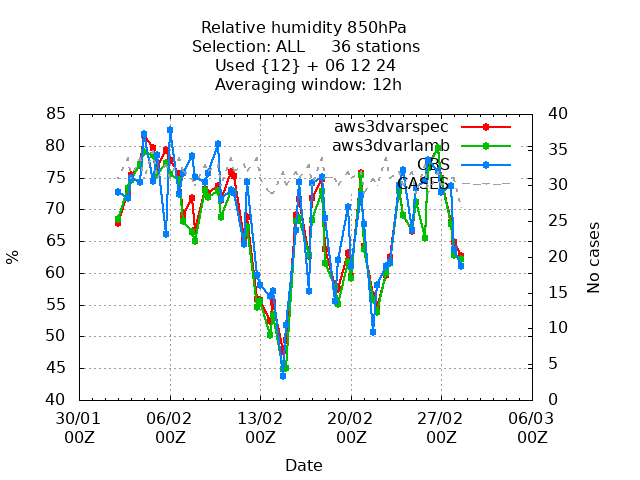 Relative humidity 850hPa
Selection: ALL     36 stations
Used {12} + 06 12 24
Averaging window: 12h
85
80
75
70
65
60
55
50
45
40
%
40
35
30
25
20
15
10
5
0
No cases
aws3dvarspec
aws3dvarlamb
OBS
CASES
30/01 06/02 13/02 20/02 27/02 06/03
00Z 00Z 00Z 00Z 00Z 00Z
Date